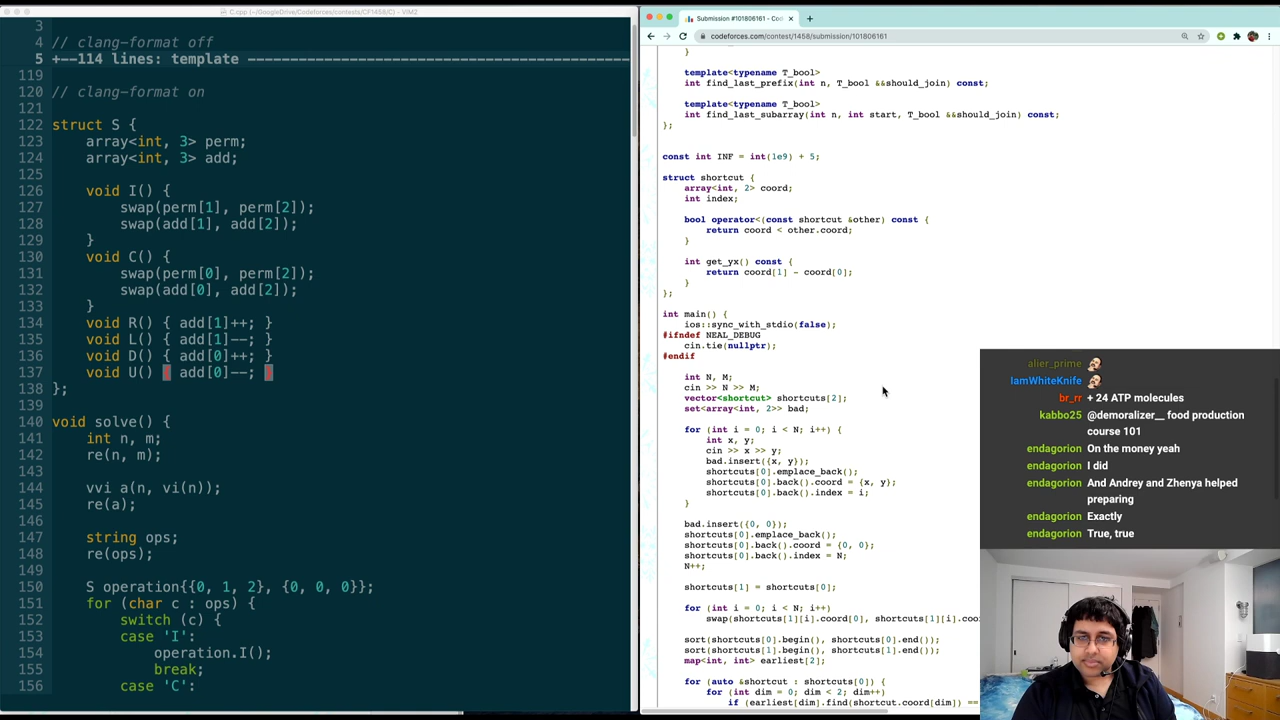 C.cpp (~/GoogleDrive/Codeforces/contests/CF1458/C) - VIM2
3
4 // clang-format off
5 +--114 lines: template
119
120 // clang-format on
121
122 struct S {
123 array<int, 3> perm;
124 array<int, 3> add;
125
126 void I() {
127 swap(perm[1], perm[2]);
128 swap(add[1], add[2]);
129 }
130 void C() {
131 swap(perm[0], perm[2]);
132 swap(add[0], add[2]);
133 }
134 void R() { add[1]++; }
135 void L() { add[1]--; }
136 void D() { add[0]++; }
137 void U() { add[0]--; }
138 };
139
140 void solve() {
141 int n, m;
142 re(n, m);
143
144 vvi a(n, vi(n));
145 re(a);
146
147 string ops;
148 re(ops);
149
150 S operation{{0, 1, 2}, {0, 0, 0}};
151 for (char c : ops) {
152 switch (c) {
153 case 'I':
154 operation.I();
155 break;
156 case 'C':
Submission #101806161 - Cod
codeforces.com/contest/1458/submission/101806161
}
template<typename T_bool>
int find_last_prefix(int n, T_bool &&should_join) const;
template<typename T_bool>
int find_last_subarray(int n, int start, T_bool &&should_join) const;
};
const int INF = int(1e9) + 5;
struct shortcut {
array<int, 2> coord;
int index;
bool operator<(const shortcut &other) const {
return coord < other.coord;
}
int get_yx() const {
return coord[1] - coord[0];
}
};
int main() {
ios::sync_with_stdio(false);
#ifndef NEAL_DEBUG
cin.tie(nullptr);
#endif
int N, M;
cin >> N >> M;
vector<shortcut> shortcuts[2];
set<array<int, 2>> bad;
for (int i = 0; i < N; i++) {
int x, y;
cin >> x >> y;
bad.insert({x, y});
shortcuts[0].emplace_back();
shortcuts[0].back().coord = {x, y};
shortcuts[0].back().index = i;
}
bad.insert({0, 0});
shortcuts[0].emplace_back();
shortcuts[0].back().coord = {0, 0};
shortcuts[0].back().index = N;
N++;
shortcuts[1] = shortcuts[0];
for (int i = 0; i < N; i++)
swap(shortcuts[1][i].coord[0], shortcuts[1][i].coo
sort(shortcuts[0].begin(), shortcuts[0].end());
sort(shortcuts[1].begin(), shortcuts[1].end());
map<int, int> earliest[2];
for (auto &shortcut : shortcuts[0]) {
for (int dim = 0; dim < 2; dim++)
if (earliest[dim].find(shortcut.coord[dim]) ==
alier_prime
IamWhiteKnife
br_rr + 24 ATP molecules
kabbo25 @demoralizer__ food production
course 101
endagorion On the money yeah
endagorion I did
endagorion And Andrey and Zhenya helped
preparing
endagorion Exactly
endagorion True, true